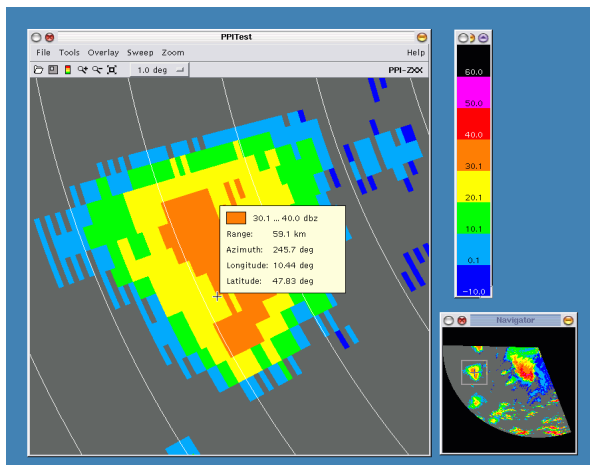 PPITest
File Tools Overlay Sweep Zoom Help
1.0 deg PPI-ZXX
30.1 ... 40.0 dbz
Range: 59.1 km
Azimuth: 245.7 deg
Longitude: 10.44 deg
Latitude: 47.83 deg
60.0
50.0
40.0
30.1
20.1
10.1
0.1
-10.0
Navigator